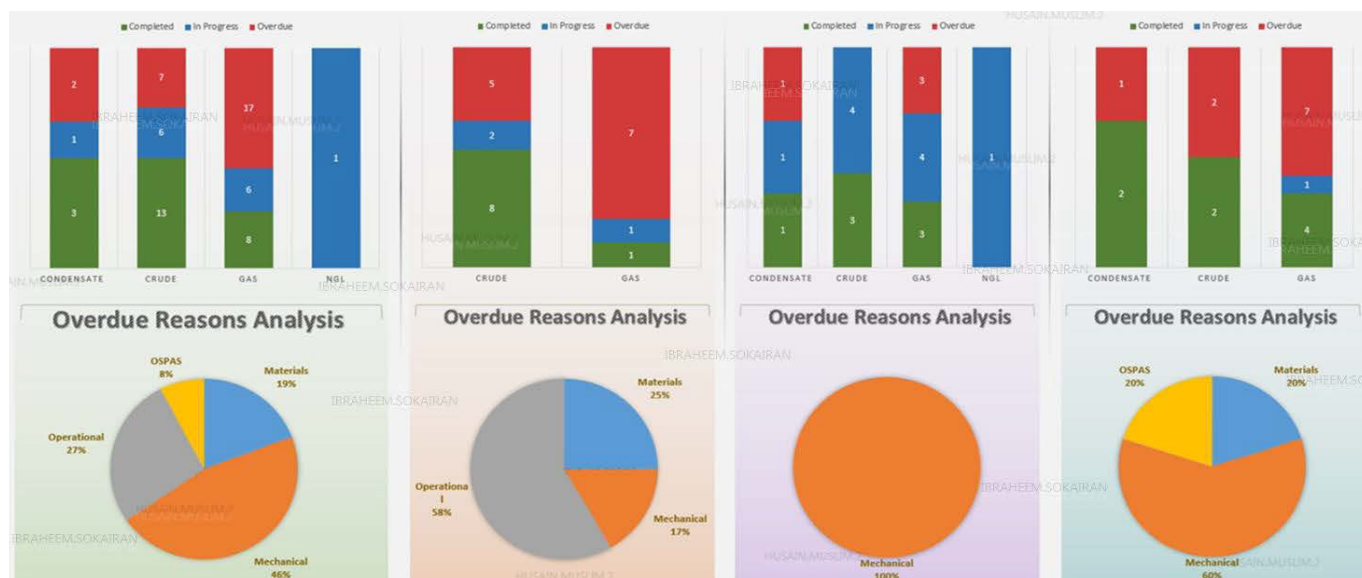 Completed In Progress Overdue
2
7
17
1
6
6
1
3
13
8
CONDENSATE CRUDE GAS NGL
Completed In Progress Overdue
5
7
2
1
8
1
CRUDE GAS
Completed In Progress Overdue
1
4
3
1
4
1
1
3
3
CONDENSATE CRUDE GAS NGL
Completed In Progress Overdue
1
2
7
1
2
2
4
CONDENSATE CRUDE GAS
Overdue Reasons Analysis
OSPAS
8%
Materials
19%
Operational
27%
Mechanical
46%
Overdue Reasons Analysis
Materials
25%
Operationa
l
58%
Mechanical
17%
Overdue Reasons Analysis
Mechanical
100%
Overdue Reasons Analysis
OSPAS
20%
Materials
20%
Mechanical
60%
HUSAIN.MUSLIM.2
IBRAHEEM.SOKAIRAN